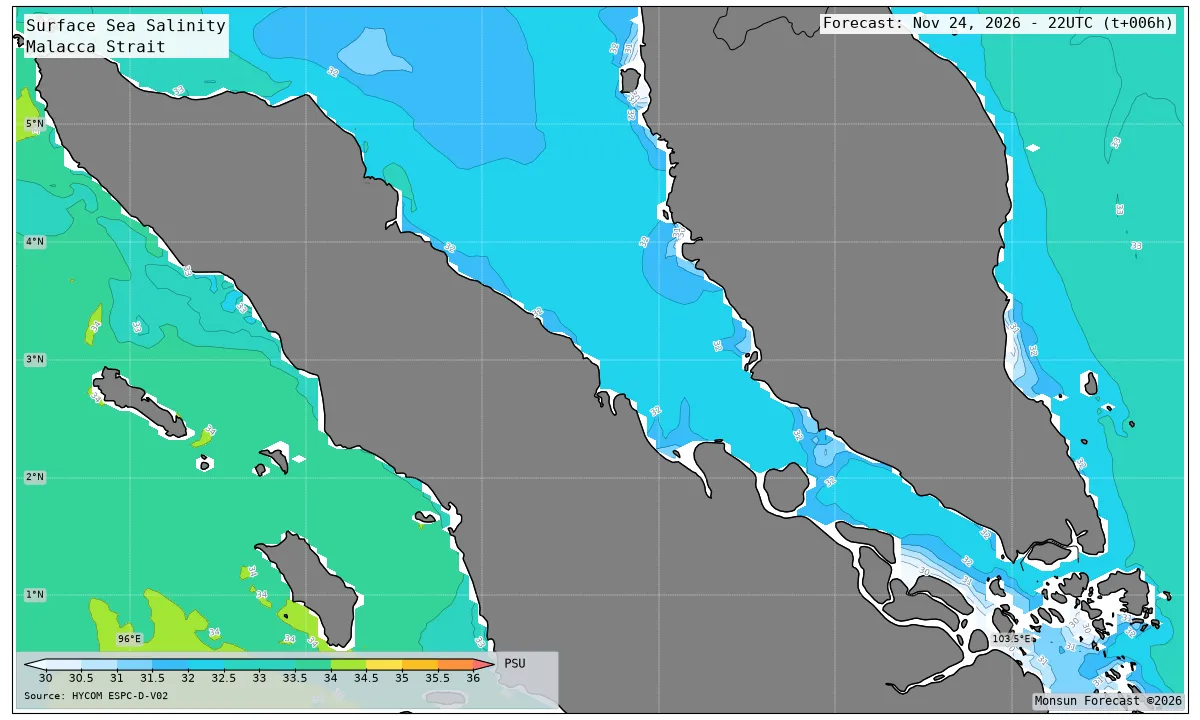 Surface Sea Salinity
Malacca Strait
Forecast: Nov 24, 2026 - 22UTC (t+006h)
5°N
4°N
3°N
2°N
1°N
96°E
103.5°E
PSU
30 30.5 31 31.5 32 32.5 33 33.5 34 34.5 35 35.5 36
Source: HYCOM ESPC-D-V02
Monsun Forecast ©2026